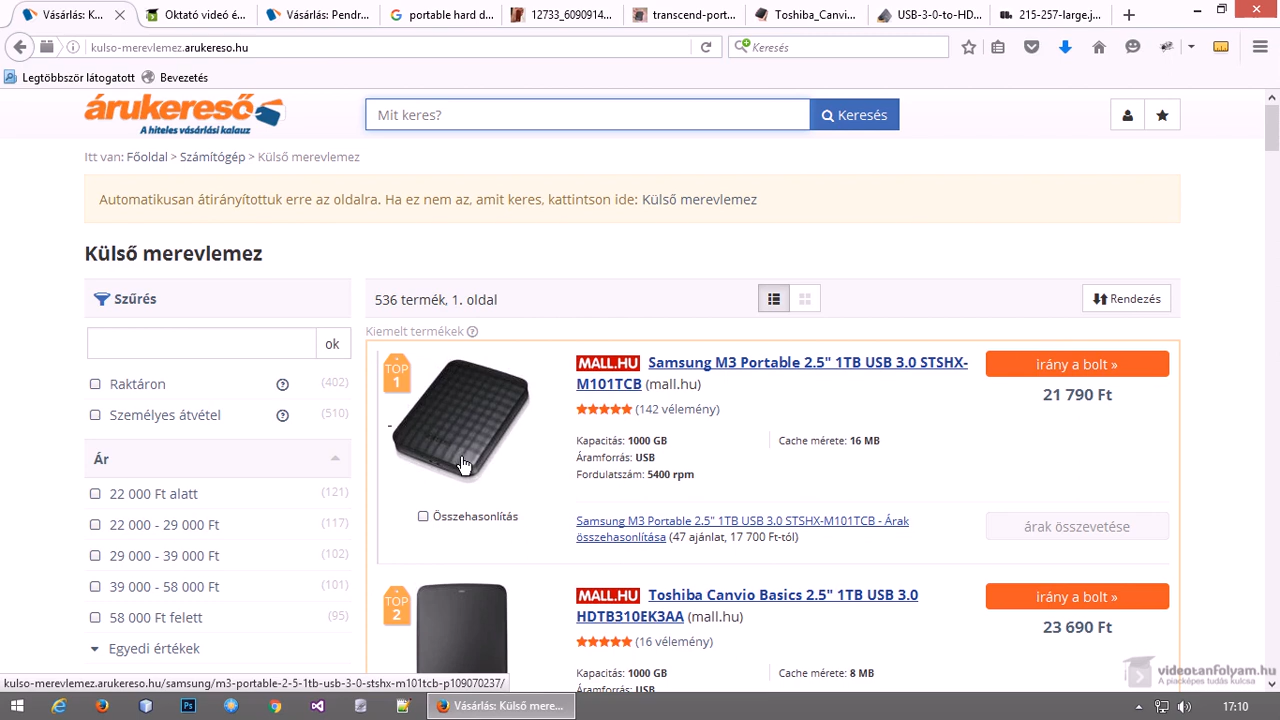 Vásárlás: K...
Oktató videó é...
Vásárlás: Pendr...
portable hard d...
12733_6090914...
transcend-port...
Toshiba_Canvi...
USB-3-0-to-HD...
215-257-large.j...
kulso-merevlemez.arukereso.hu
Keresés
Legtöbbször látogatott
Bevezetés
árukereső
A hiteles vásárlási kalauz
Mit keres?
Keresés
Itt van: Főoldal > Számítógép > Külső merevlemez
Automatikusan átirányítottuk erre az oldalra. Ha ez nem az, amit keres, kattintson ide: Külső merevlemez
Külső merevlemez
Szűrés
ok
Raktáron (402)
Személyes átvétel (510)
Ár
22 000 Ft alatt (121)
22 000 - 29 000 Ft (117)
29 000 - 39 000 Ft (102)
39 000 - 58 000 Ft (101)
58 000 Ft felett (95)
Egyedi értékek
536 termék, 1. oldal
Rendezés
Kiemelt termékek
TOP
1
Összehasonlítás
MALL.HU Samsung M3 Portable 2.5" 1TB USB 3.0 STSHX-
M101TCB (mall.hu)
(142 vélemény)
Kapacitás: 1000 GB
Cache mérete: 16 MB
Áramforrás: USB
Fordulatszám: 5400 rpm
Samsung M3 Portable 2.5" 1TB USB 3.0 STSHX-M101TCB - Árak
összehasonlítása (47 ajánlat, 17 700 Ft-tól)
irány a bolt »
21 790 Ft
árak összevetése
TOP
2
MALL.HU Toshiba Canvio Basics 2.5" 1TB USB 3.0
HDTB310EK3AA (mall.hu)
(16 vélemény)
Kapacitás: 1000 GB
Cache mérete: 8 MB
Áramforrás: USB
irány a bolt »
23 690 Ft
kulso-merevlemez.arukereso.hu/samsung/m3-portable-2-5-1tb-usb-3-0-stshx-m101tcb-p109070237/
videotanfolyam.hu
A piacképes tudás kulcsa
Vásárlás: Külső mere...
17:10